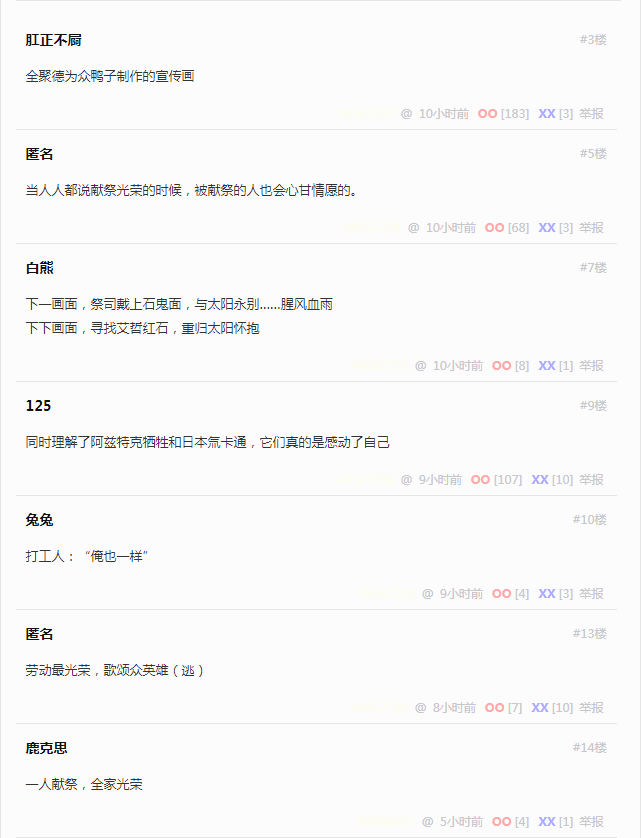 肛正不屙
#3楼
全聚德为众鸭子制作的宣传画
@ 10小时前 OO [183] XX [3] 举报
匿名
#5楼
当人人都说献祭光荣的时候，被献祭的人也会心甘情愿的。
@ 10小时前 OO [68] XX [3] 举报
白熊
#7楼
下一画面，祭司戴上石鬼面，与太阳永别……腥风血雨
下下画面，寻找艾哲红石，重归太阳怀抱
@ 10小时前 OO [8] XX [1] 举报
125
#9楼
同时理解了阿兹特克牺牲和日本氚卡通，它们真的是感动了自己
@ 9小时前 OO [107] XX [10] 举报
兔兔
#10楼
打工人：“俺也一样”
@ 9小时前 OO [4] XX [3] 举报
匿名
#13楼
劳动最光荣，歌颂众英雄（逃）
@ 8小时前 OO [7] XX [10] 举报
鹿克思
#14楼
一人献祭，全家光荣
@ 5小时前 OO [4] XX [1] 举报